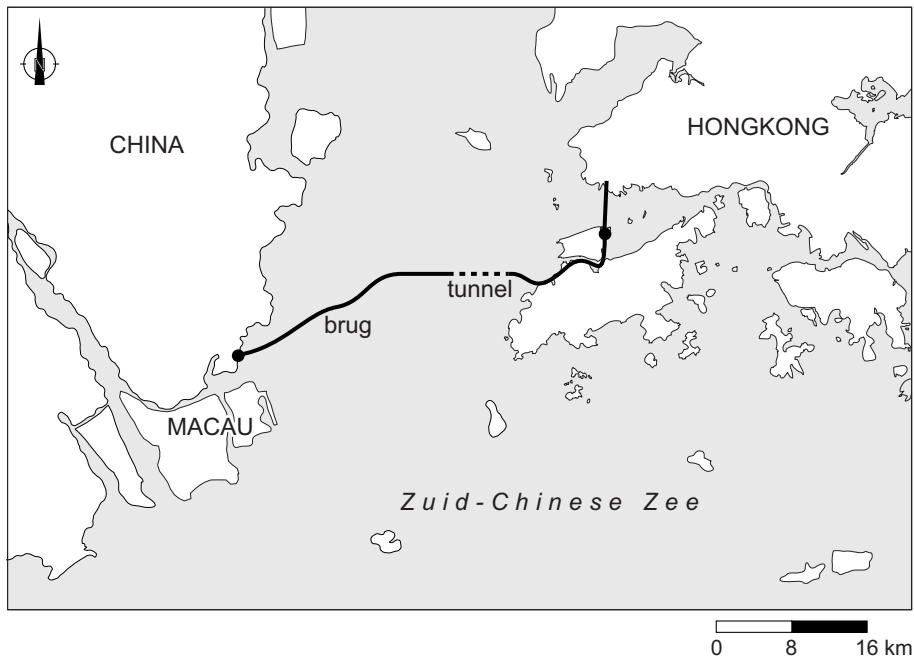 N
CHINA
HONGKONG
tunnel
brug
MACAU
Zuid-Chinese Zee
0 8 16 km